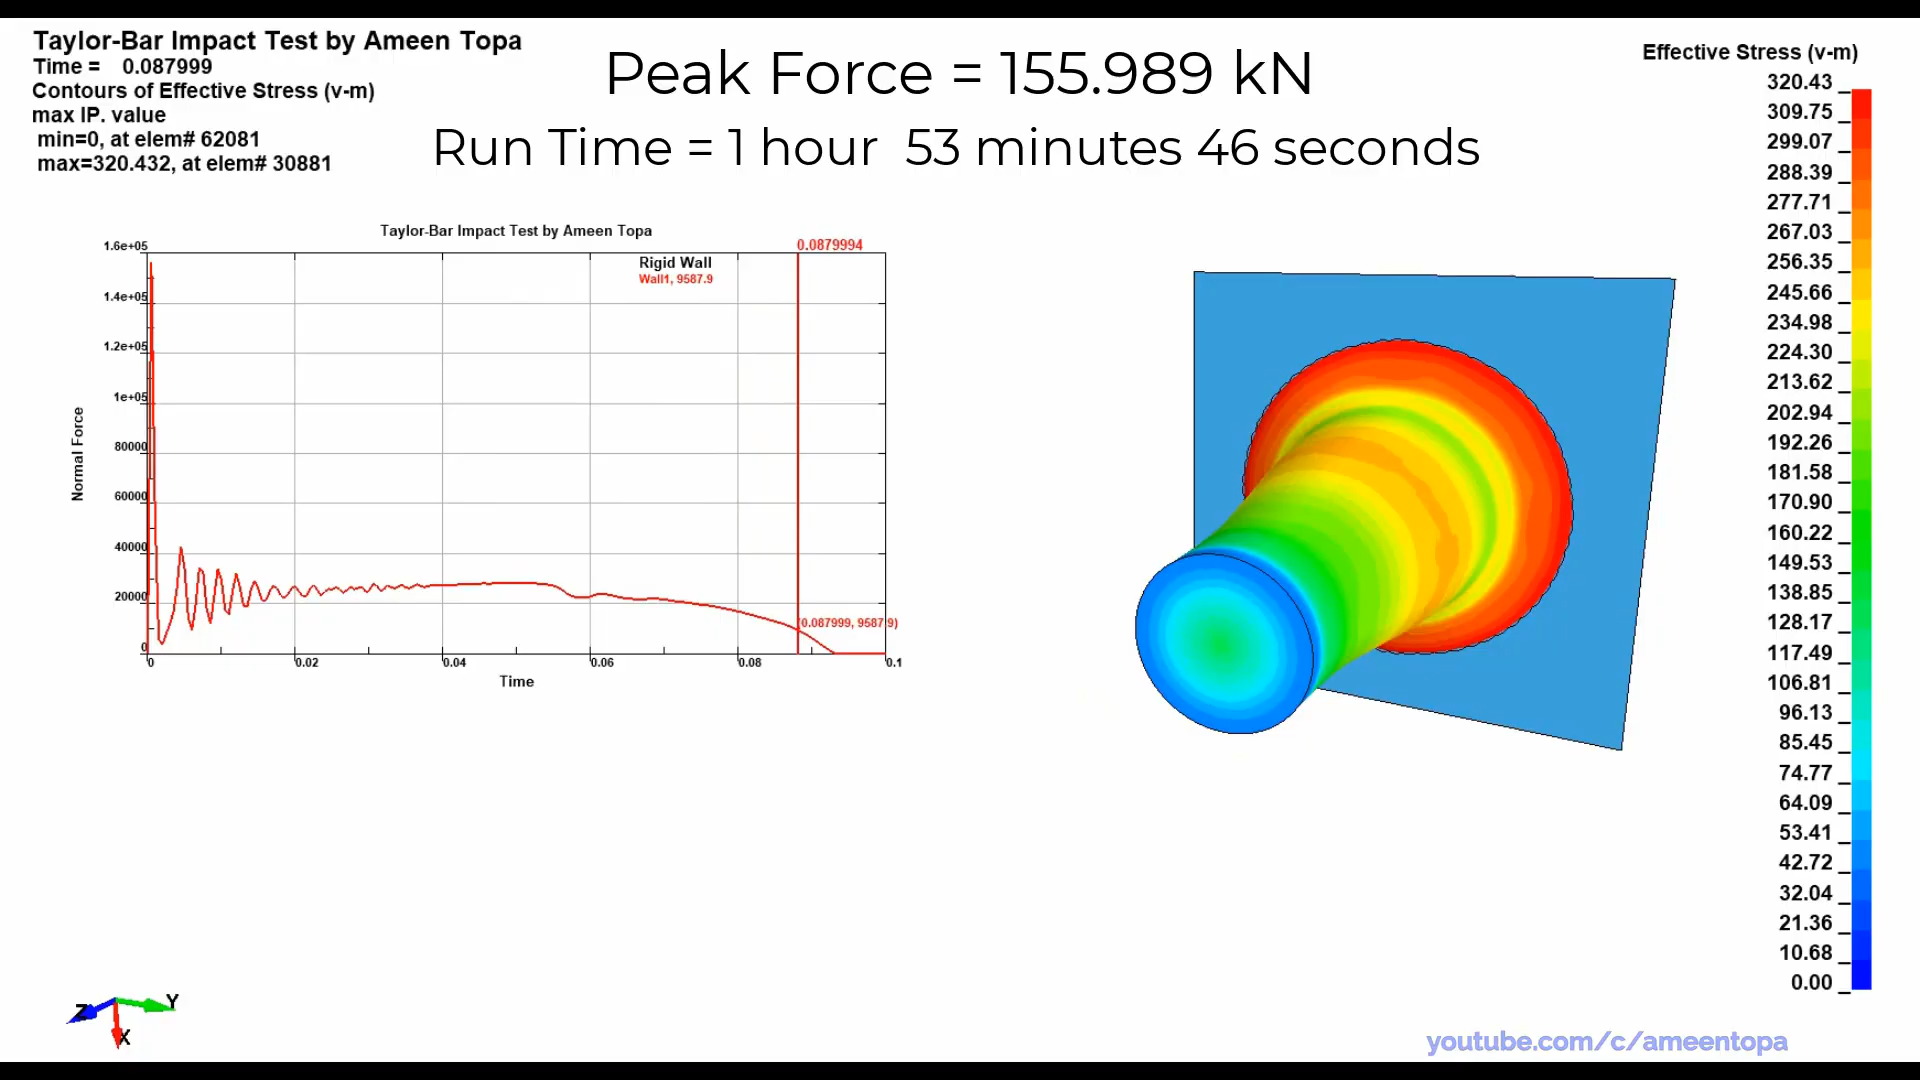 Taylor-Bar Impact Test by Ameen Topa
Time =    0.087999
Contours of Effective Stress (v-m)
max IP. value
min=0, at elem# 62081
max=320.432, at elem# 30881
Peak Force = 155.989 kN
Run Time = 1 hour  53 minutes 46 seconds
Taylor-Bar Impact Test by Ameen Topa
0.0879994
Rigid Wall
Wall1, 9587.9
Normal Force
1.6e+05
1.4e+05
1.2e+05
1e+05
80000
60000
40000
20000
0
(0.087999, 9587.9)
0
0.02
0.04
0.06
0.08
0.1
Time
Effective Stress (v-m)
320.43
309.75
299.07
288.39
277.71
267.03
256.35
245.66
234.98
224.30
213.62
202.94
192.26
181.58
170.90
160.22
149.53
138.85
128.17
117.49
106.81
96.13
85.45
74.77
64.09
53.41
42.72
32.04
21.36
10.68
0.00
Z
Y
X
youtube.com/c/ameentopa